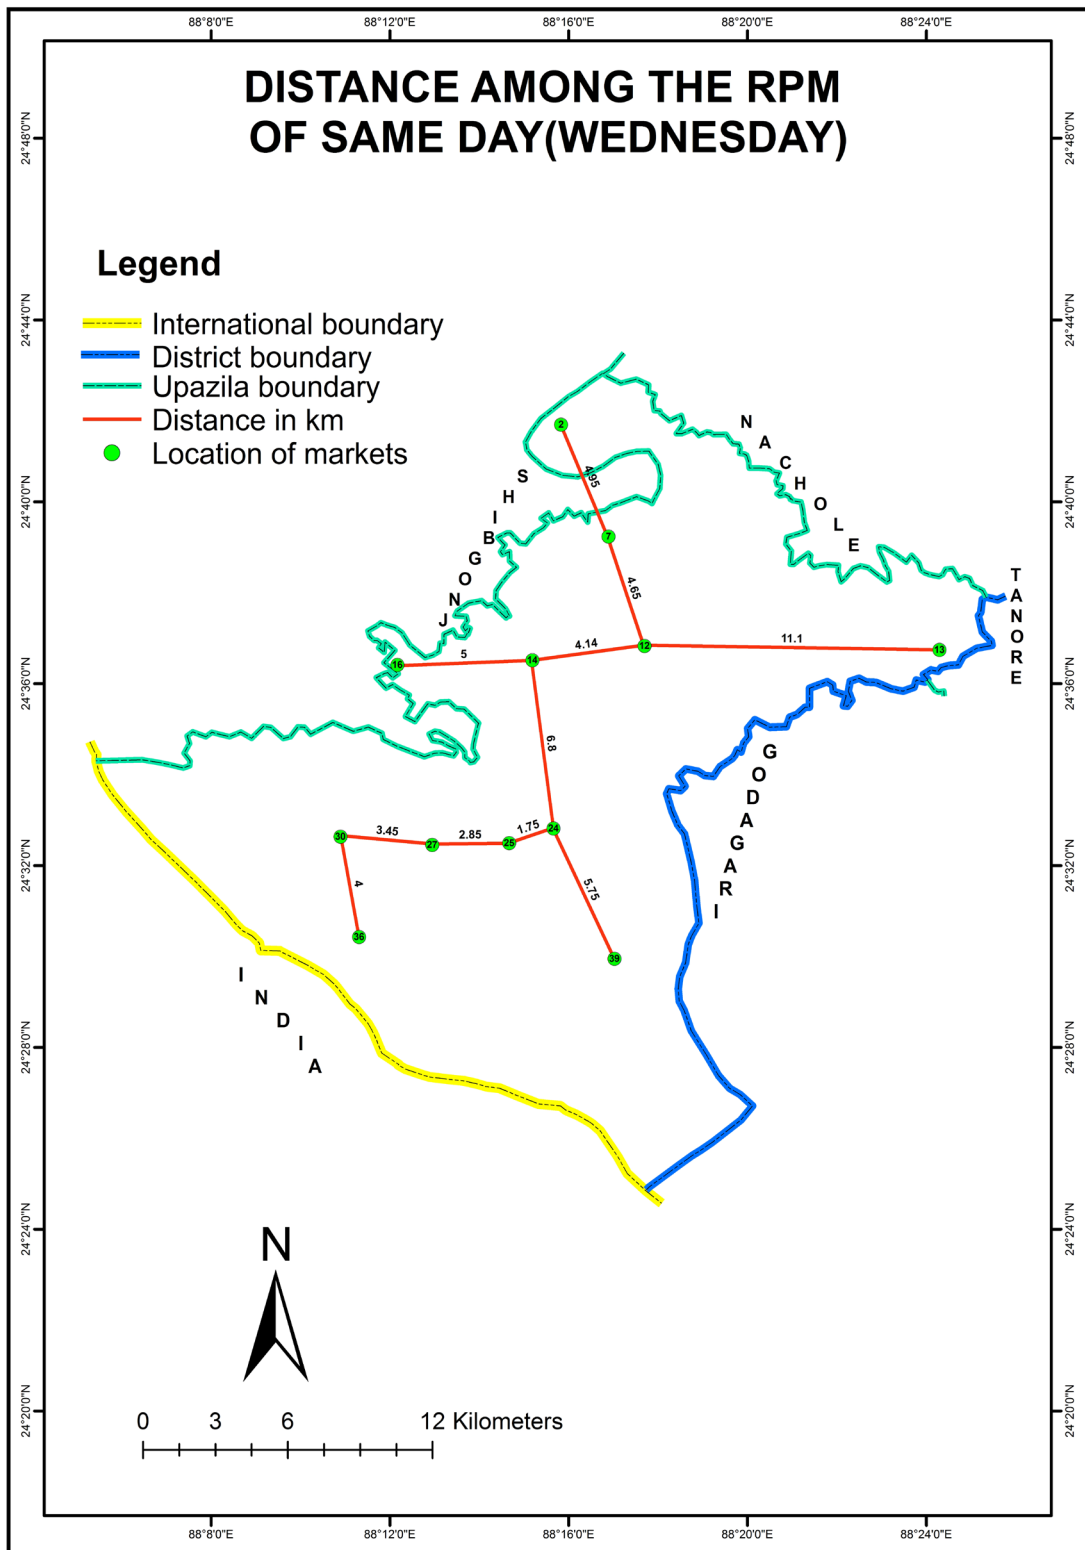 88°8'0"E
88°12'0"E
88°16'0"E
88°20'0"E
88°24'0"E
DISTANCE AMONG THE RPM
OF SAME DAY(WEDNESDAY)
Legend
International boundary
District boundary
Upazila boundary
Distance in km
Location of markets
24°48'0"N
24°48'0"N
24°44'0"N
24°44'0"N
24°40'0"N
24°40'0"N
24°36'0"N
24°36'0"N
24°32'0"N
24°32'0"N
24°28'0"N
24°28'0"N
24°24'0"N
24°24'0"N
24°20'0"N
24°20'0"N
NACHOLE
SHIBGONJ
TANORE
GODAGARI
INDIA
2
4.95
7
4.65
12
11.1
13
4.14
14
5
16
6.8
24
1.75
25
2.85
27
3.45
30
4
36
5.75
39
N
0 3 6 12 Kilometers
88°8'0"E
88°12'0"E
88°16'0"E
88°20'0"E
88°24'0"E